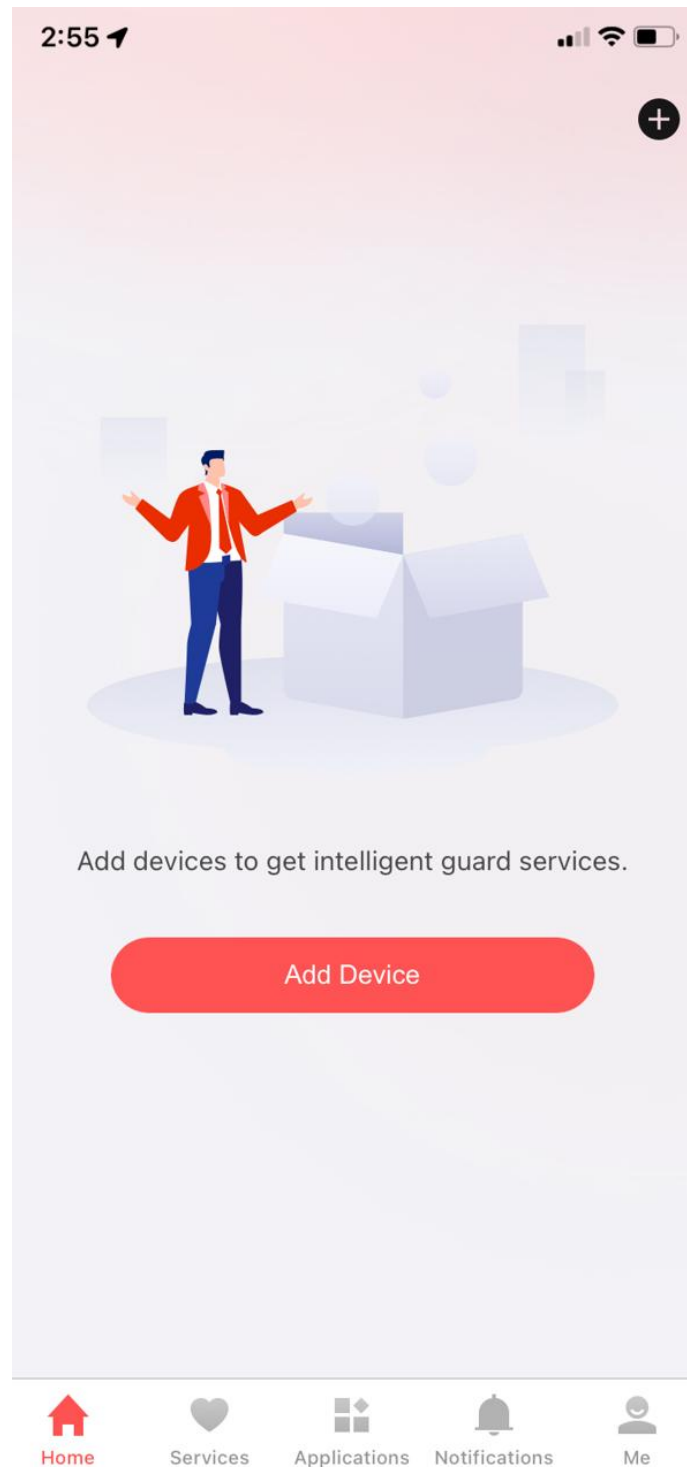 2:55
Add devices to get intelligent guard services.
Add Device
Home Services Applications Notifications Me